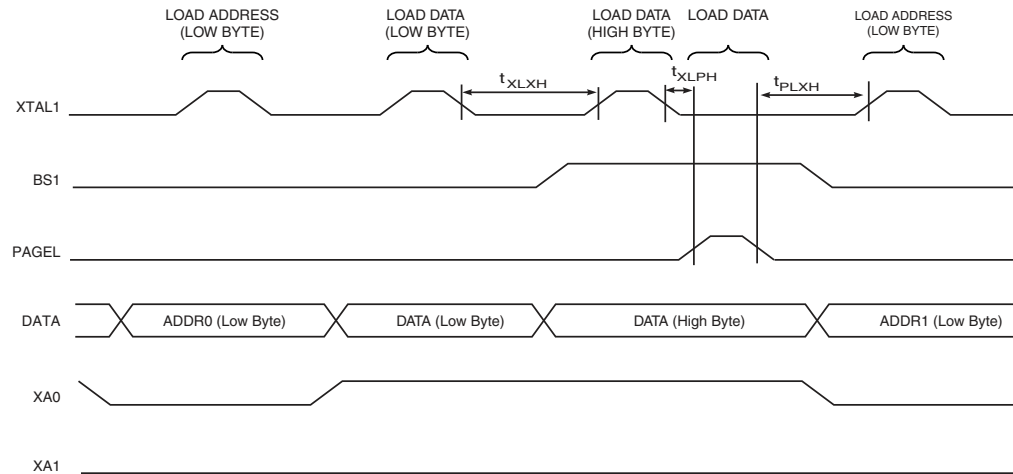 LOAD ADDRESS
(LOW BYTE)
LOAD DATA
(LOW BYTE)
LOAD DATA
(HIGH BYTE)
LOAD DATA
LOAD ADDRESS
(LOW BYTE)
tXLXH
tXLPH
tPLXH
XTAL1
BS1
PAGEL
DATA
ADDR0 (Low Byte)
DATA (Low Byte)
DATA (High Byte)
ADDR1 (Low Byte)
XA0
XA1